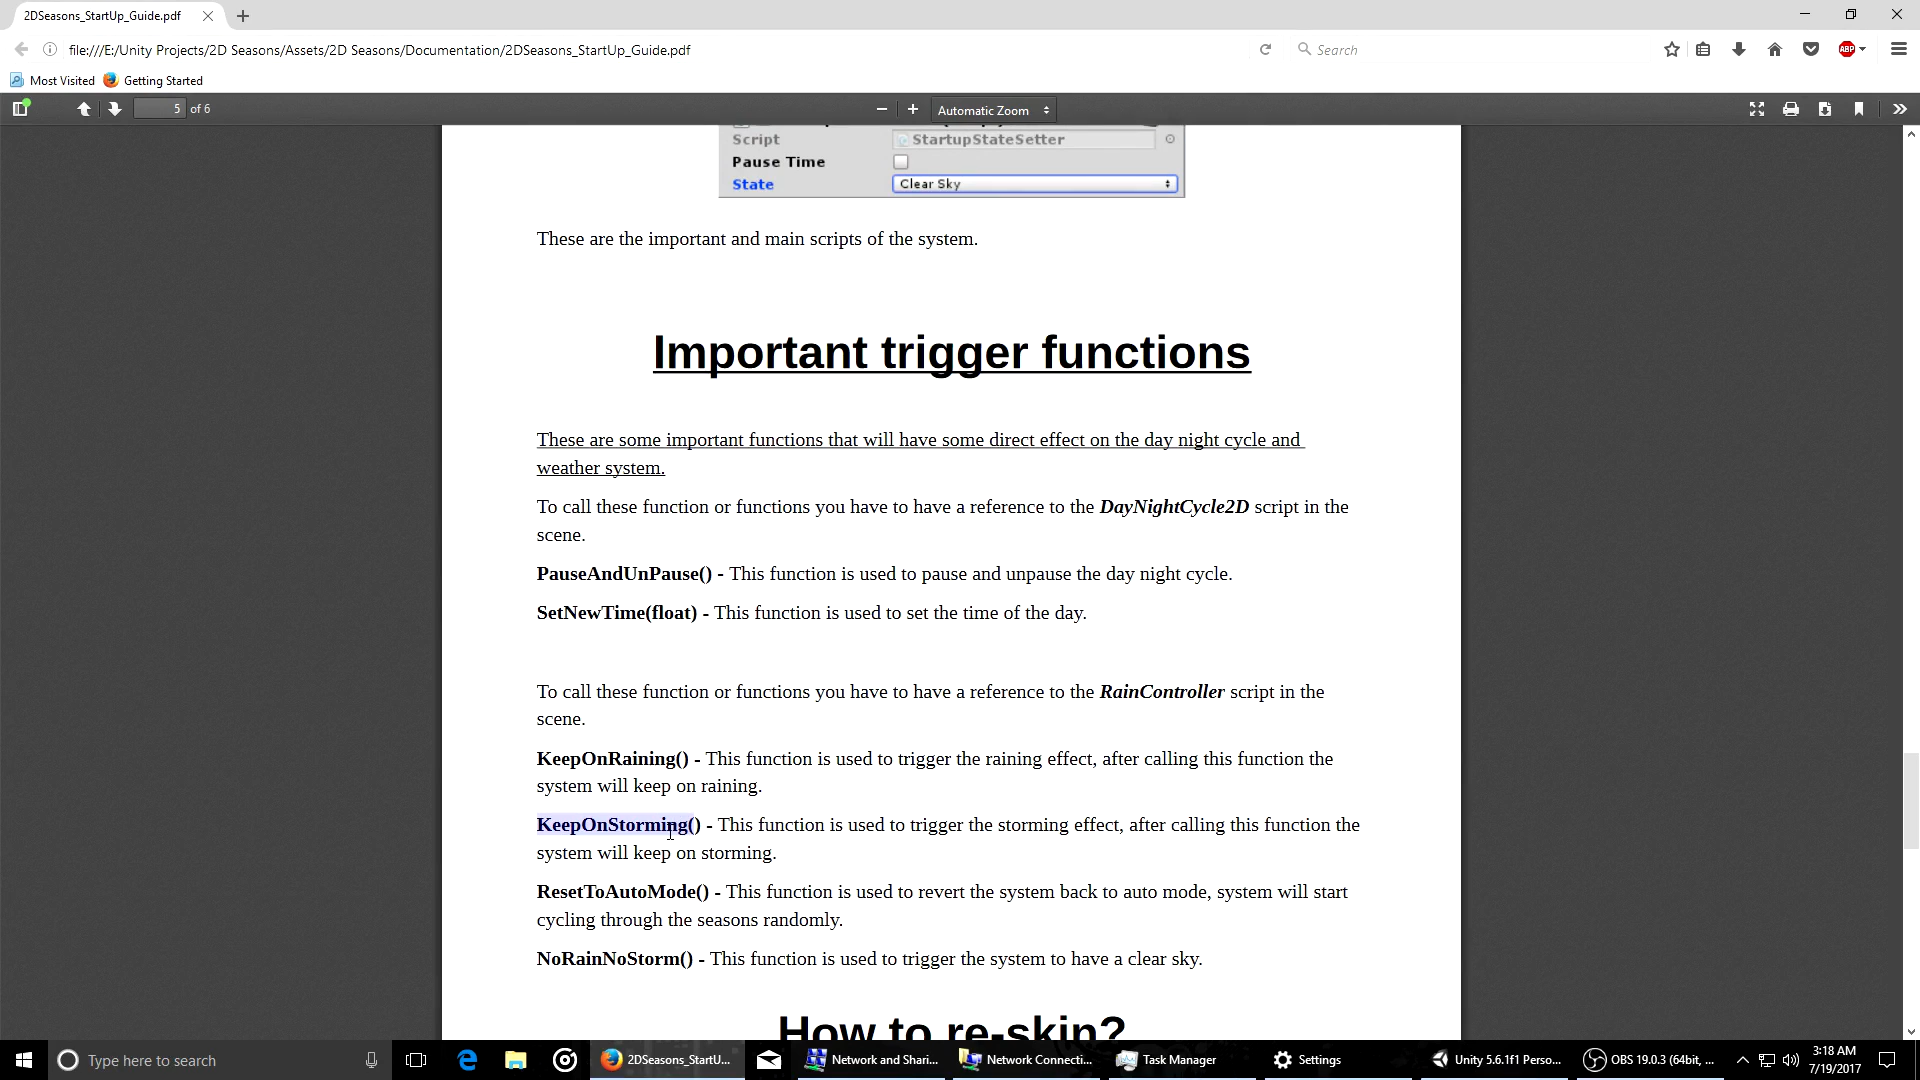 2DSeasons_StartUp_Guide.pdf
file:///E:/Unity Projects/2D Seasons/Assets/2D Seasons/Documentation/2DSeasons_StartUp_Guide.pdf
Search
ABP
Most Visited
Getting Started
5 of 6
Automatic Zoom
Script
StartupStateSetter
Pause Time
State
Clear Sky
These are the important and main scripts of the system.
Important trigger functions
These are some important functions that will have some direct effect on the day night cycle and
weather system.
To call these function or functions you have to have a reference to the DayNightCycle2D script in the
scene.
PauseAndUnPause() - This function is used to pause and unpause the day night cycle.
SetNewTime(float) - This function is used to set the time of the day.
To call these function or functions you have to have a reference to the RainController script in the
scene.
KeepOnRaining() - This function is used to trigger the raining effect, after calling this function the
system will keep on raining.
KeepOnStorming() - This function is used to trigger the storming effect, after calling this function the
system will keep on storming.
ResetToAutoMode() - This function is used to revert the system back to auto mode, system will start
cycling through the seasons randomly.
NoRainNoStorm() - This function is used to trigger the system to have a clear sky.
How to re-skin?
Type here to search
2DSeasons_StartU...
Network and Shari...
Network Connecti...
Task Manager
Settings
Unity 5.6.1f1 Perso...
OBS 19.0.3 (64bit, ...
3:18 AM
7/19/2017